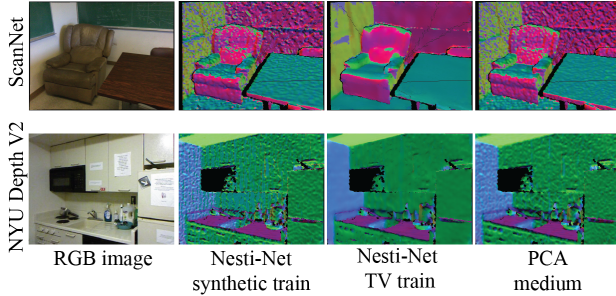 ScanNet
NYU Depth V2
RGB image
Nesti-Net
synthetic train
Nesti-Net
TV train
PCA
medium